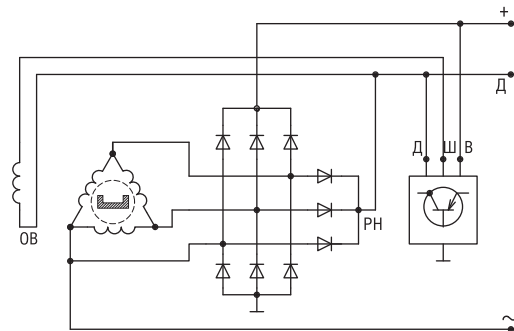 +
Д
Д Ш В
РН
ОВ
~